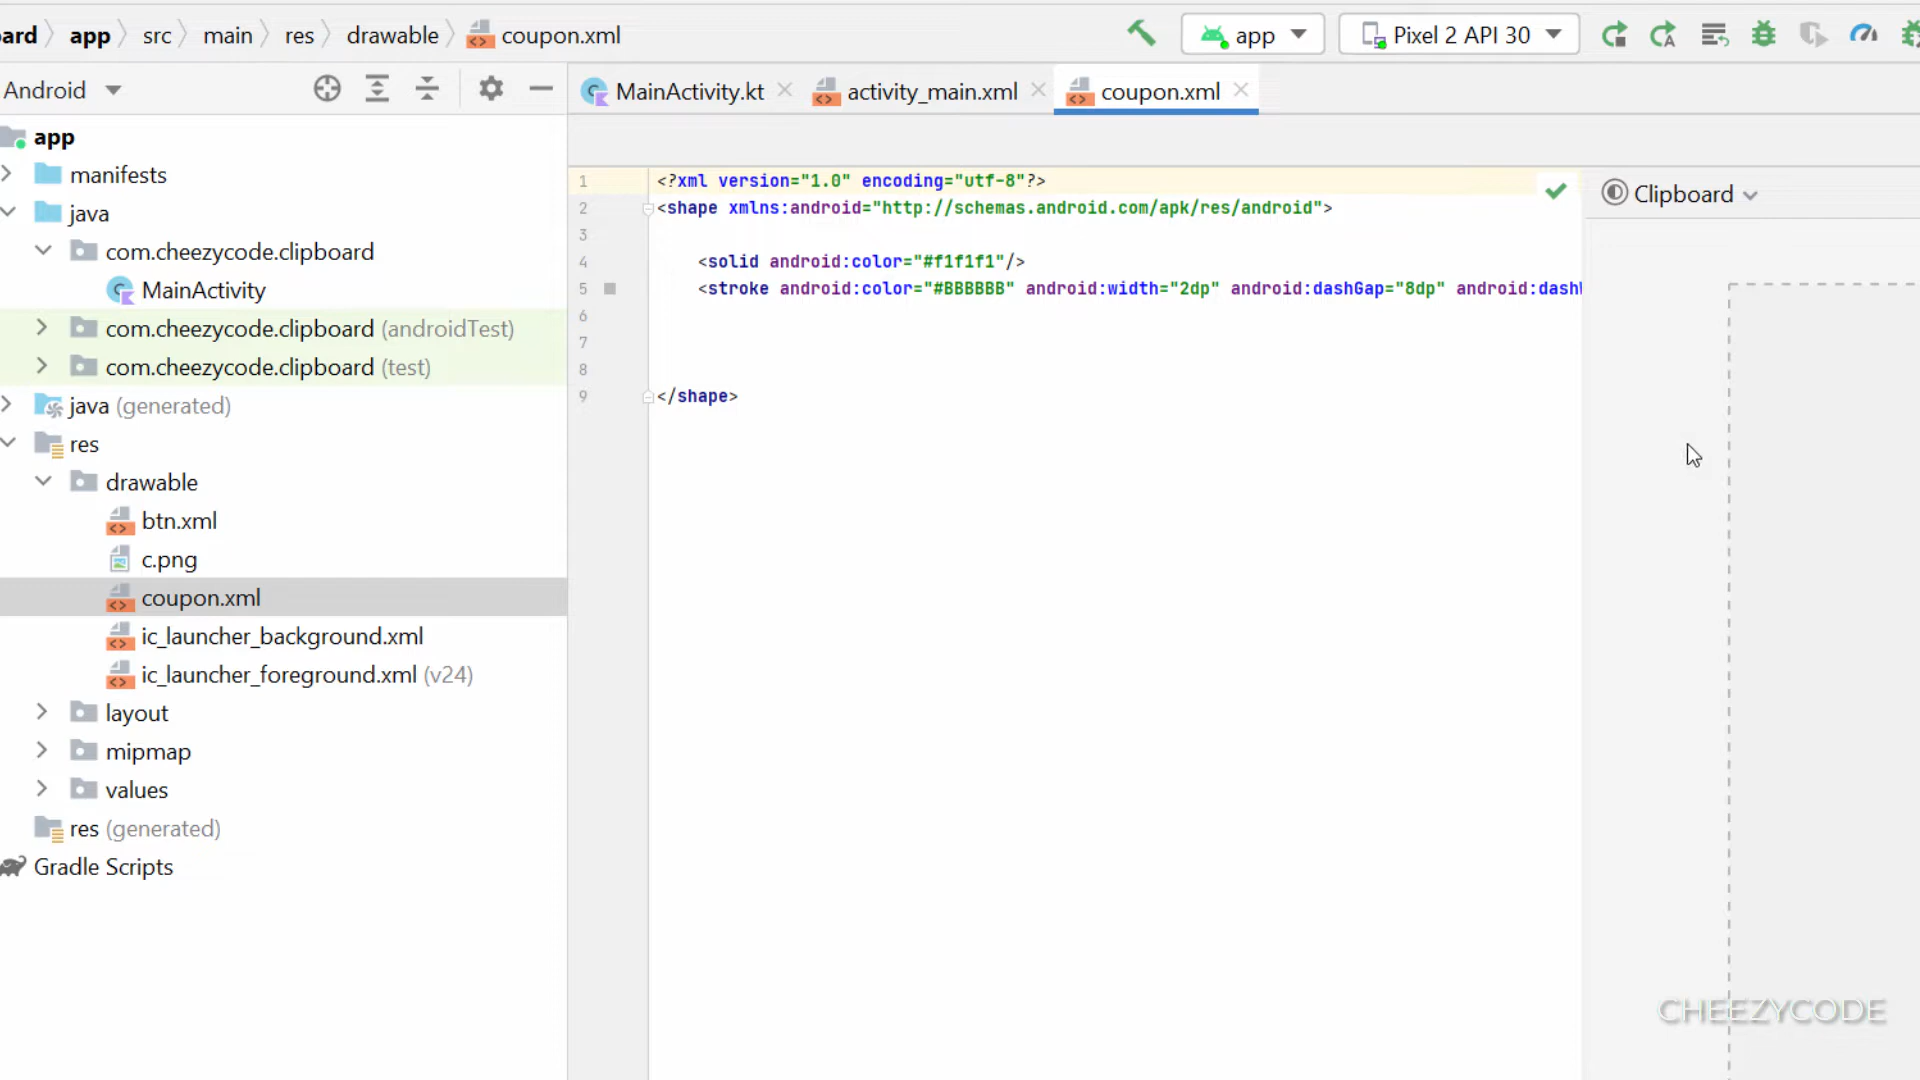 ard app src main res drawable coupon.xml
app
Pixel 2 API 30
Android
MainActivity.kt
activity_main.xml
coupon.xml
app
manifests
java
com.cheezycode.clipboard
MainActivity
com.cheezycode.clipboard (androidTest)
com.cheezycode.clipboard (test)
java (generated)
res
drawable
btn.xml
c.png
coupon.xml
ic_launcher_background.xml
ic_launcher_foreground.xml (v24)
layout
mipmap
values
res (generated)
Gradle Scripts
1 <?xml version="1.0" encoding="utf-8"?>
2 <shape xmlns:android="http://schemas.android.com/apk/res/android">
3
4 <solid android:color="#f1f1f1"/>
5 <stroke android:color="#BBBBBB" android:width="2dp" android:dashGap="8dp" android:dash
6
7
8
9 </shape>
Clipboard
CHEEZYCODE